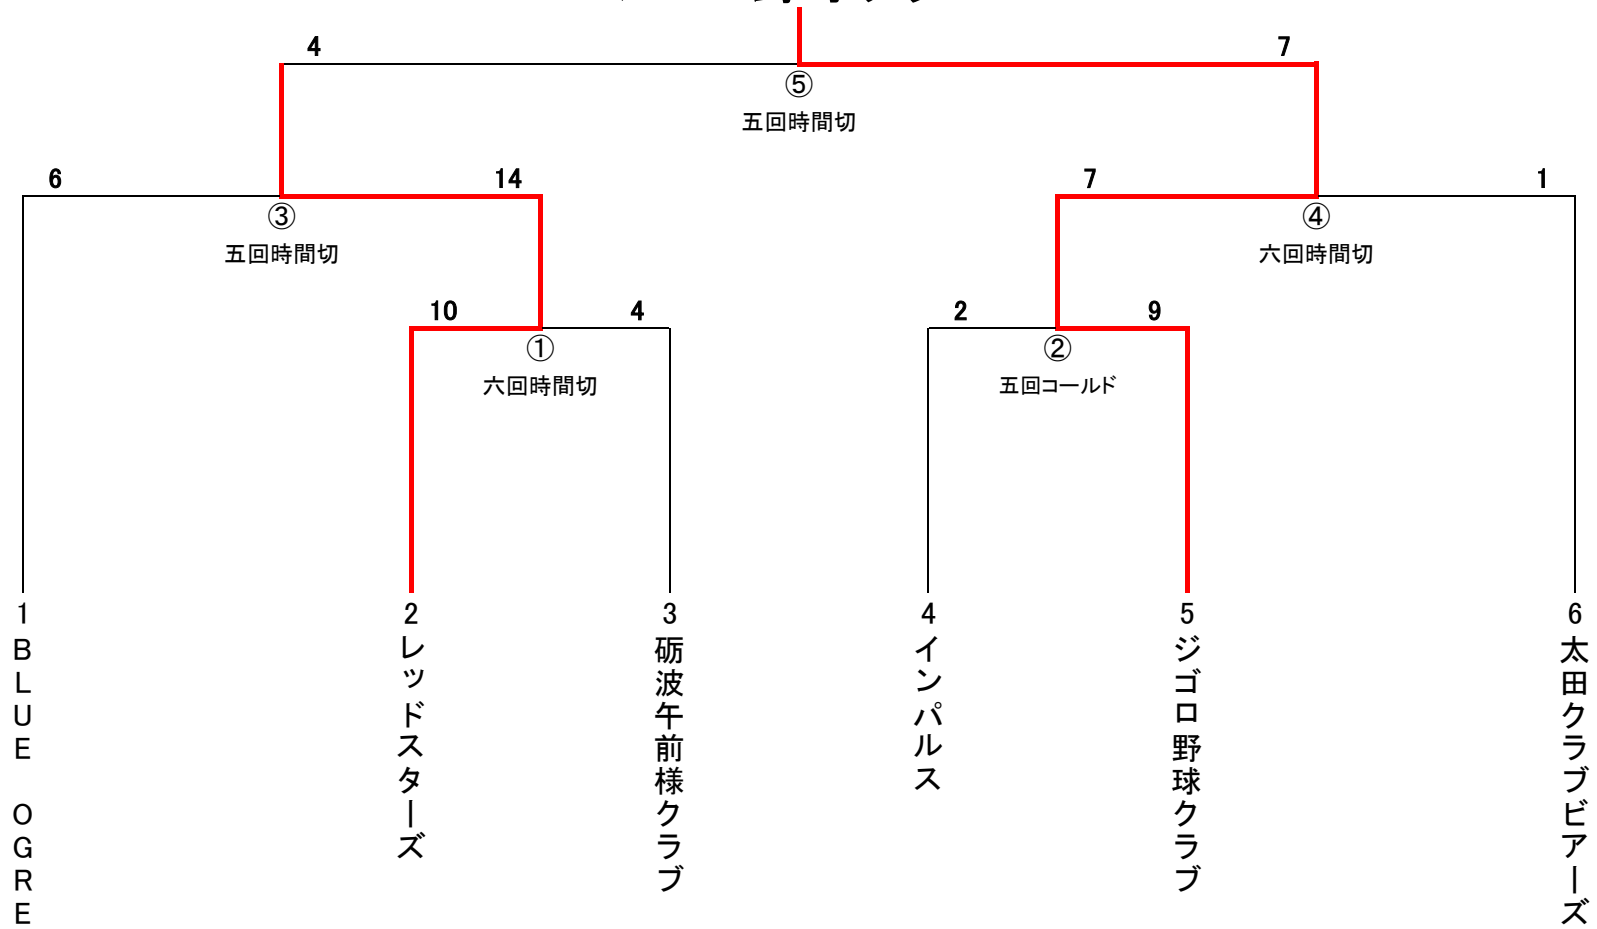 4
7
⑤
五回時間切
6
14
7
1
③
④
五回時間切
六回時間切
10
4
2
9
①
②
六回時間切
五回コールド
1
BLUE OGRE
2
レッドスターズ
3
砺波午前様クラブ
4
インパルス
5
ジゴロ野球クラブ
6
太田クラブビアーズ